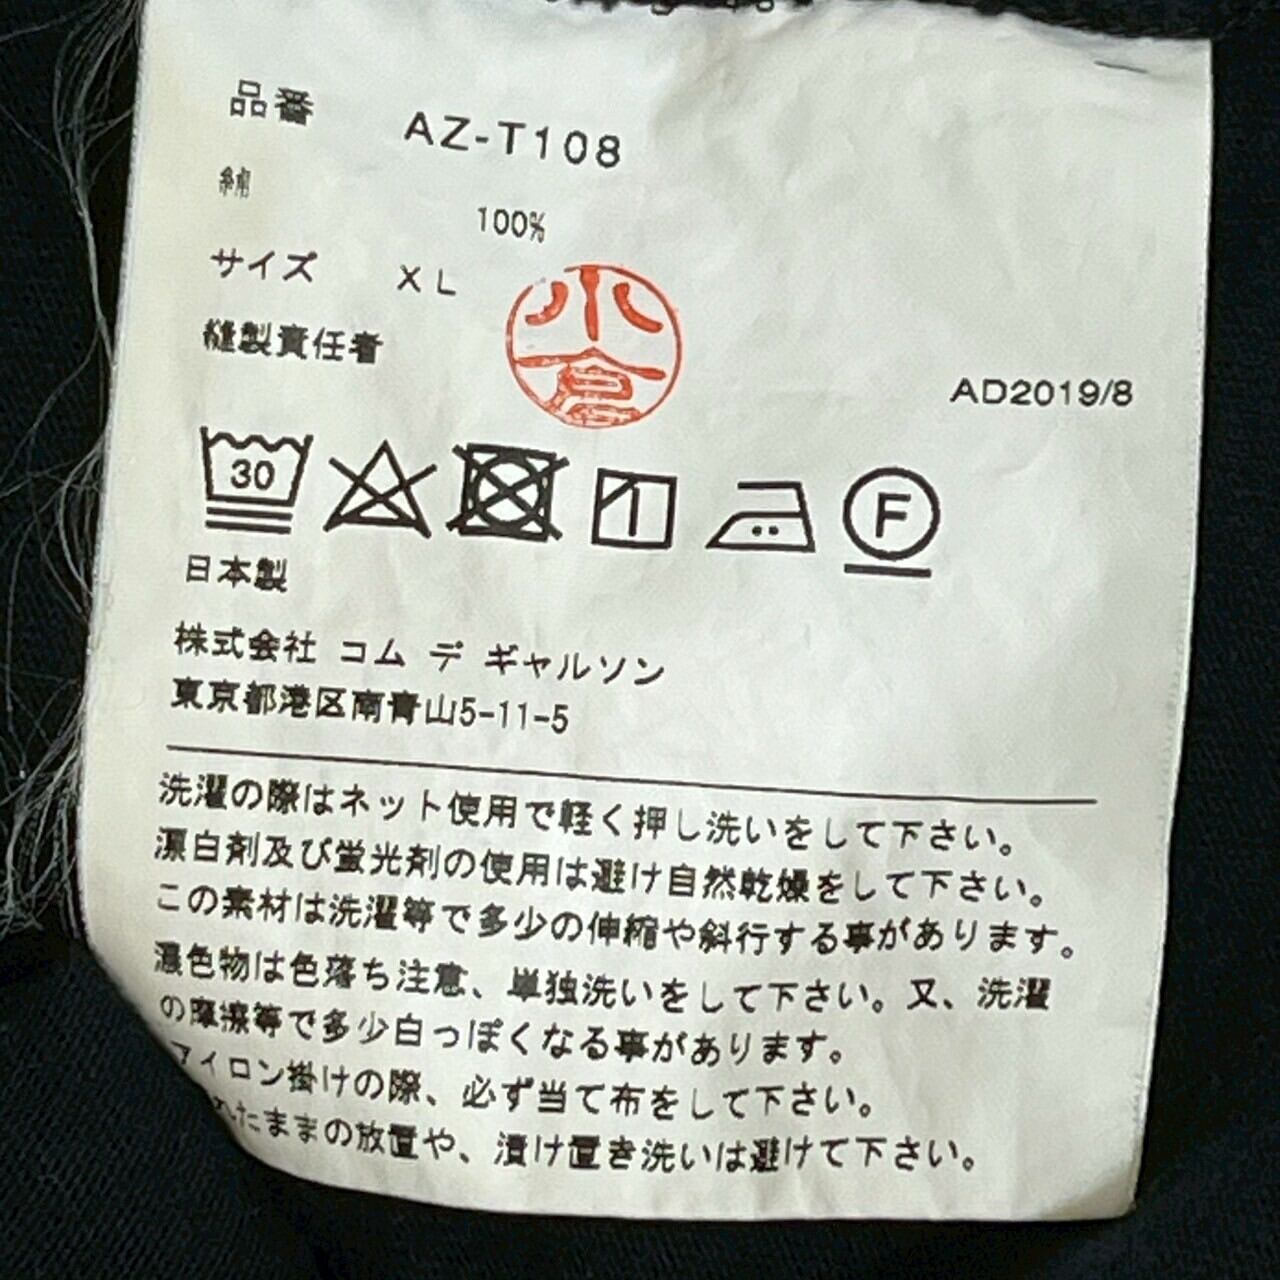 品番 AZ-T108
綿 100%
サイズ XL
縫製責任者 小倉
AD2019/8
30
F
日本製
株式会社 コム デ ギャルソン
東京都港区南青山5-11-5
洗濯の際はネット使用で軽く押し洗いをして下さい。
漂白剤及び蛍光剤の使用は避け自然乾燥をして下さい。
この素材は洗濯等で多少の伸縮や斜行する事があります。
濃色物は色落ち注意、単独洗いをして下さい。又、洗濯
の摩擦等で多少白っぽくなる事があります。
アイロン掛けの際、必ず当て布をして下さい。
れたままの放置や、漬け置き洗いは避けて下さい。